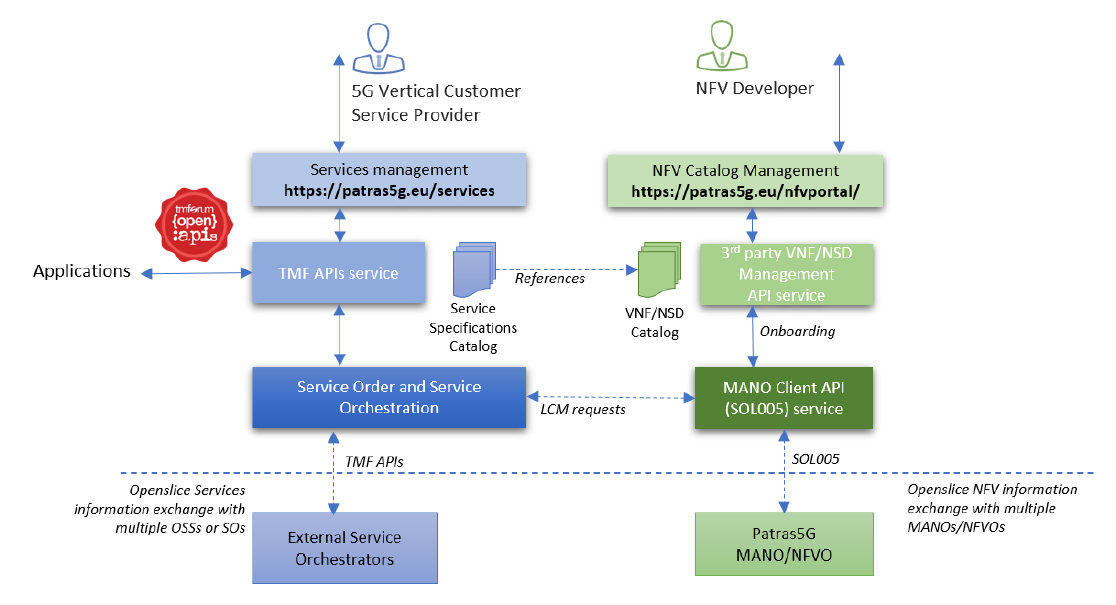 5G Vertical Customer
Service Provider
NFV Developer
Services management
https://patras5g.eu/services
NFV Catalog Management
https://patras5g.eu/nfvportal/
tmforum
{open}
:apis
Applications
TMF APIs service
References
3rd party VNF/NSD
Management
API service
Service
Specifications
Catalog
VNF/NSD
Catalog
Onboarding
Service Order and Service
Orchestration
LCM requests
MANO Client API
(SOL005) service
TMF APIs
SOL005
Openslice Services
information exchange with
multiple OSSs or SOs
Openslice NFV information
exchange with multiple
MANOs/NFVOs
External Service
Orchestrators
Patras5G
MANO/NFVO